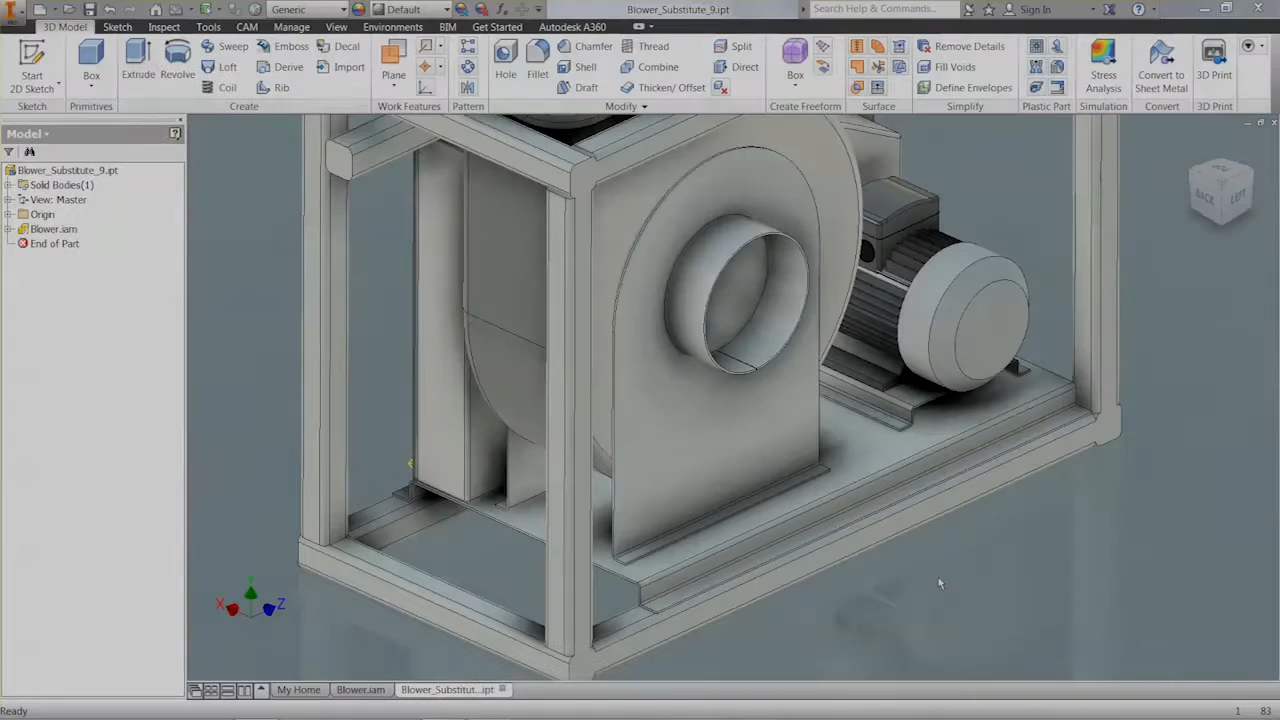 Generic
Default
Blower_Substitute_9.ipt
Search Help & Commands...
Sign In
3D Model Sketch Inspect Tools CAM Manage View Environments BIM Get Started Autodesk A360
Start
2D Sketch
Box
Extrude
Revolve
Sweep
Loft
Coil
Emboss
Derive
Rib
Decal
Import
Plane
Hole
Fillet
Chamfer
Shell
Draft
Thread
Combine
Thicken/ Offset
Split
Direct
Box
Remove Details
Fill Voids
Define Envelopes
Stress
Analysis
Convert to
Sheet Metal
3D Print
Sketch Primitives Create Work Features Pattern Modify Create Freeform Surface Simplify Plastic Part Simulation Convert 3D Print
Model
Blower_Substitute_9.ipt
Solid Bodies(1)
View: Master
Origin
Blower.iam
End of Part
BACK
LEFT
Y
X
Z
My Home Blower.iam Blower_Substitut...ipt
Ready
1 83